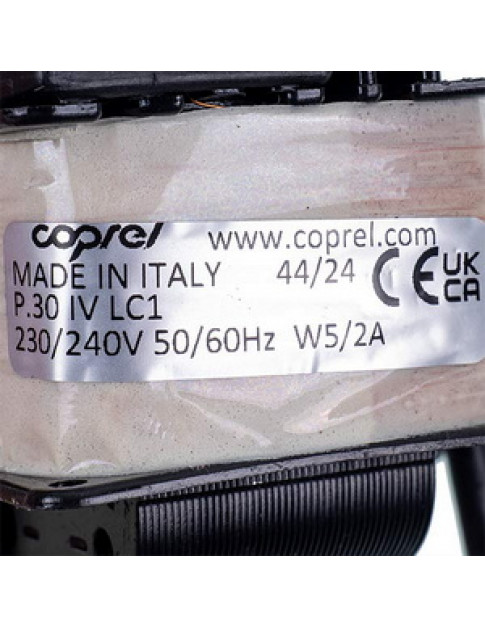 coprel www.coprel.com
MADE IN ITALY 44/24 CE UK
P.30 IV LC1 CA
230/240V 50/60Hz W5/2A